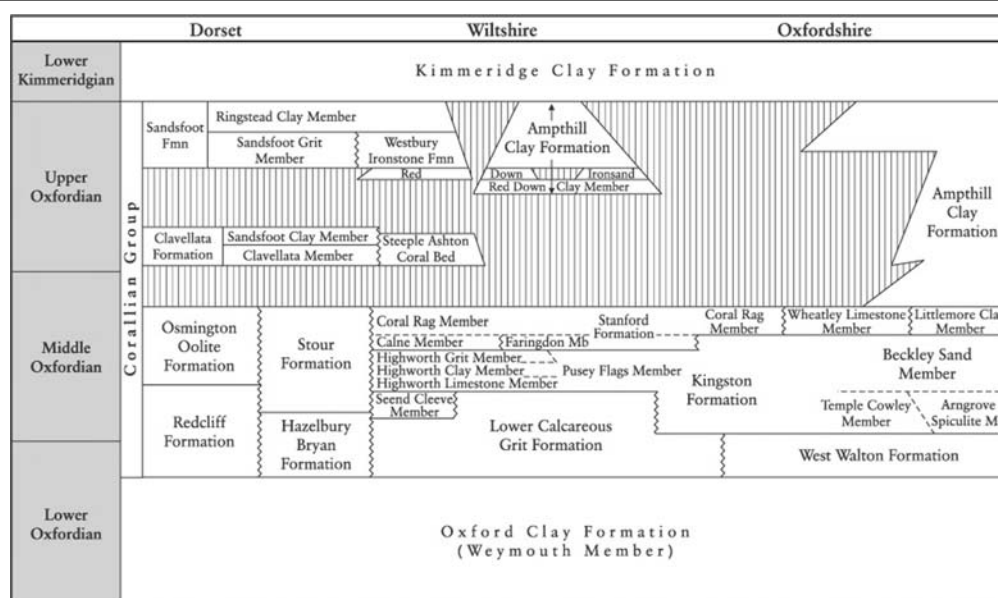 Dorset
Wiltshire
Oxfordshire
Lower
Kimmeridgian
Kimmeridge Clay Formation
Upper
Oxfordian
Middle
Oxfordian
Lower
Oxfordian
Corallian Group
Sandsfoot
Fmn
Ringstead Clay Member
Sandsfoot Grit
Member
Westbury
Ironstone Fmn
Red
Down
Ironsand
Red Down
Clay Member
Ampthill
Clay Formation
Ampthill
Clay
Formation
Clavellata
Formation
Sandsfoot Clay Member
Clavellata Member
Steeple Ashton
Coral Bed
Osmington
Oolite
Formation
Redcliff
Formation
Stour
Formation
Hazelbury
Bryan
Formation
Coral Rag Member
Stanford
Formation
Calne Member
Faringdon Mb
Highworth Grit Member
Highworth Clay Member
Highworth Limestone Member
Pusey Flags Member
Seend Cleeve
Member
Lower Calcareous
Grit Formation
Coral Rag
Member
Wheatley Limestone
Member
Littlemore Cla
Member
Beckley Sand
Member
Kingston
Formation
Temple Cowley
Member
Arngrove
Spiculite M
West Walton Formation
Oxford Clay Formation
(Weymouth Member)